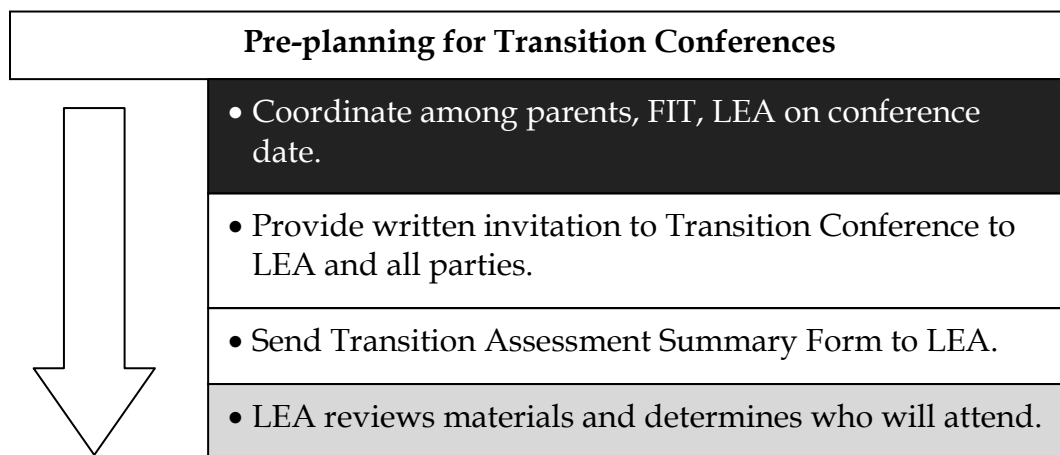 Pre-planning for Transition Conferences
• Coordinate among parents, FIT, LEA on conference
date.
• Provide written invitation to Transition Conference to
LEA and all parties.
• Send Transition Assessment Summary Form to LEA.
• LEA reviews materials and determines who will attend.